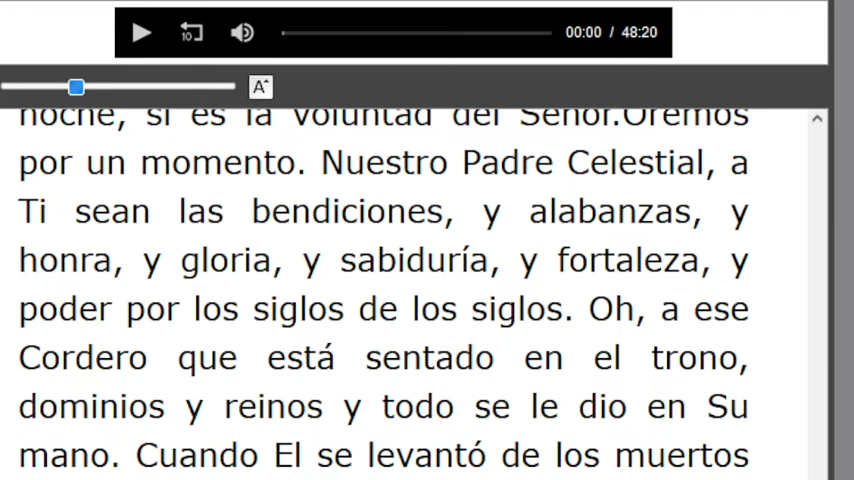 10
00:00 / 48:20
A
noche, si es la voluntad del Señor.Oremos
por un momento. Nuestro Padre Celestial, a
Ti sean las bendiciones, y alabanzas, y
honra, y gloria, y sabiduría, y fortaleza, y
poder por los siglos de los siglos. Oh, a ese
Cordero que está sentado en el trono,
dominios y reinos y todo se le dio en Su
mano. Cuando El se levantó de los muertos